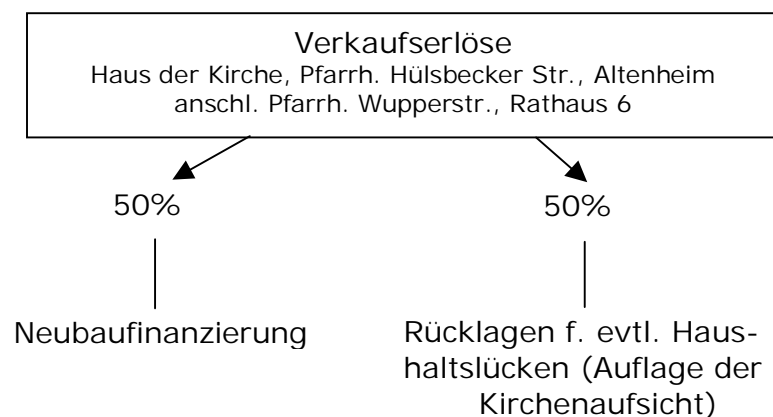 Verkaufserlöse
Haus der Kirche, Pfarrh. Hülsbecker Str., Altenheim
anschl. Pfarrh. Wupperstr., Rathaus 6
50%
50%
Neubaufinanzierung
Rücklagen f. evtl. Haus-
haltslücken (Auflage der
Kirchenaufsicht)